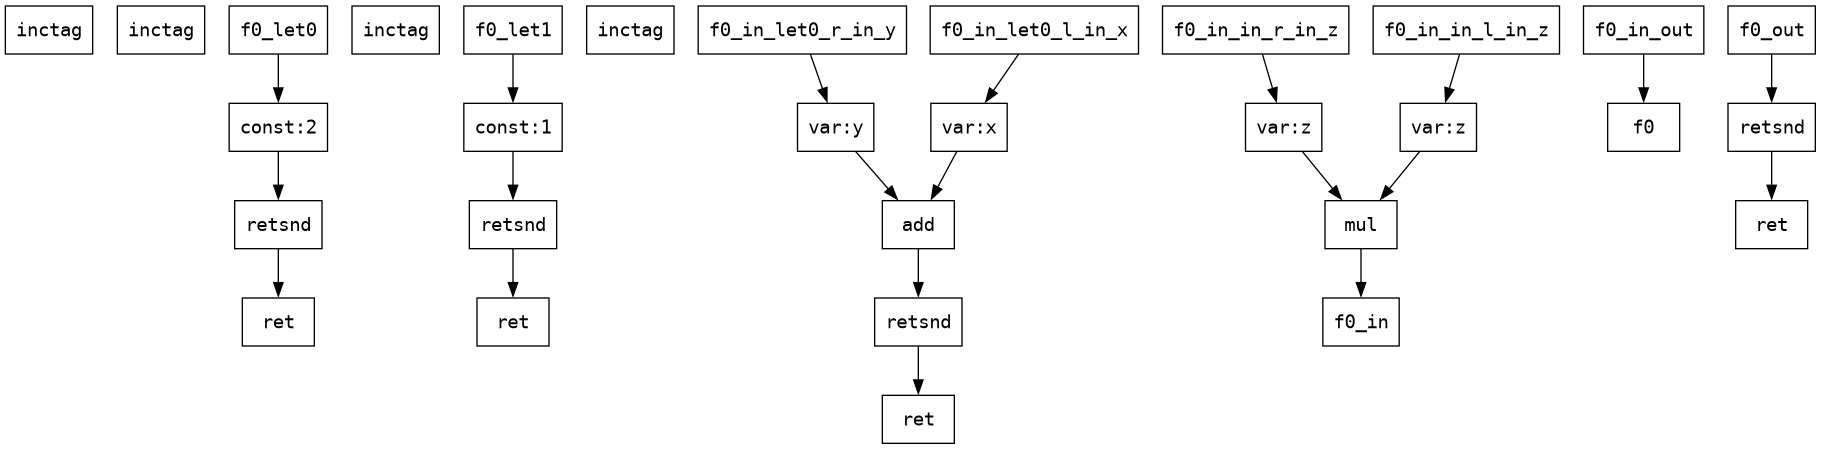 inctag
inctag
f0_let0
inctag
f0_let1
inctag
f0_in_let0_r_in_y
f0_in_let0_l_in_x
f0_in_in_r_in_z
f0_in_in_l_in_z
f0_in_out
f0_out
const:2
const:1
var:y
var:x
var:z
var:z
f0
retsnd
retsnd
retsnd
add
mul
ret
ret
ret
retsnd
f0_in
ret